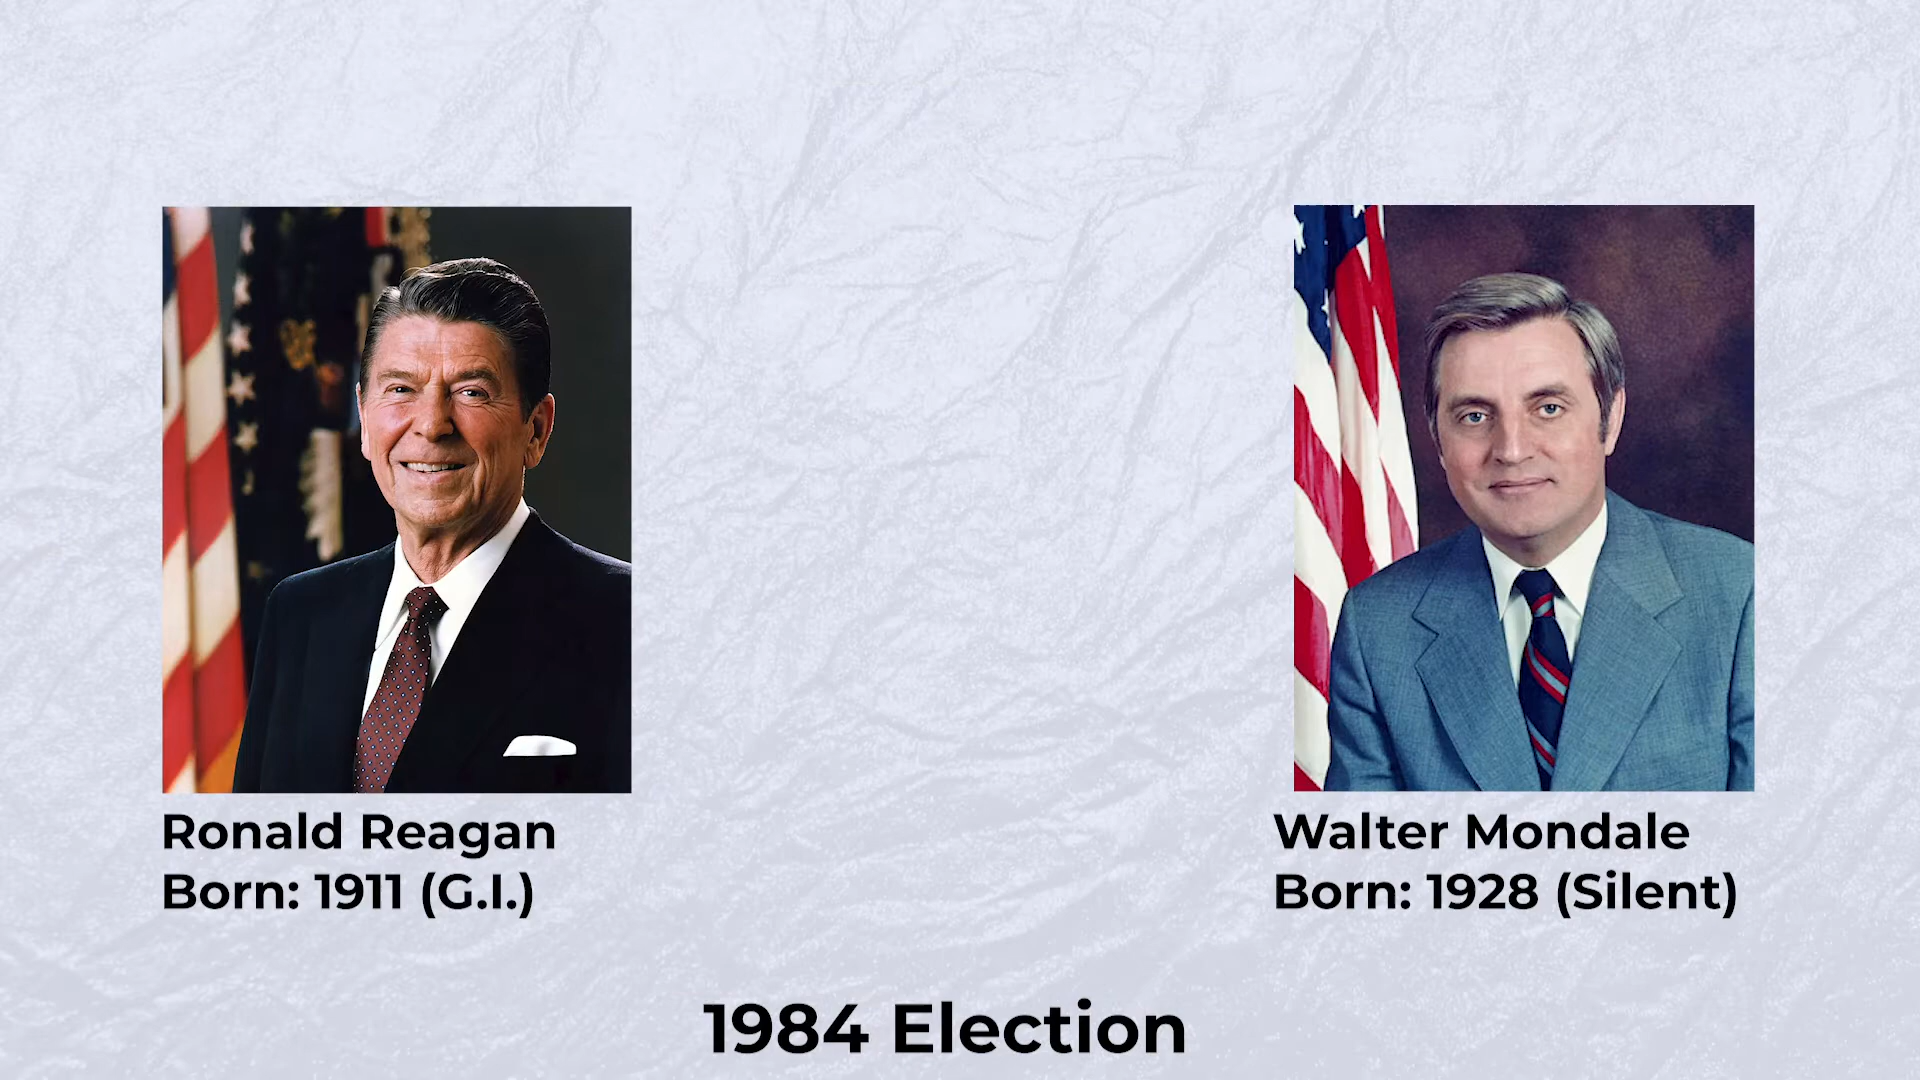 Ronald Reagan
Born: 1911 (G.I.)
Walter Mondale
Born: 1928 (Silent)
1984 Election